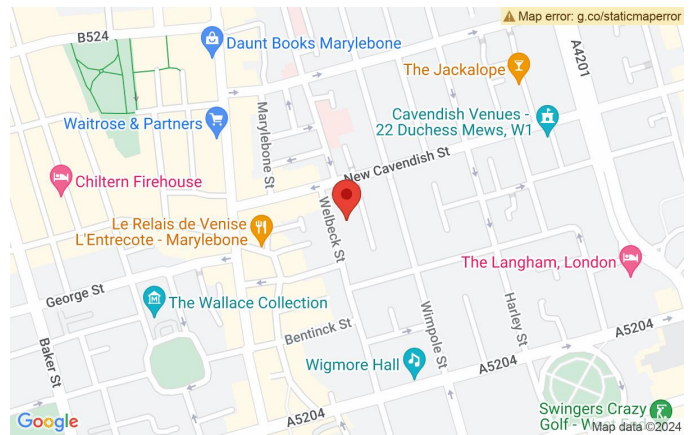 Map error: g.co/staticmaperror
B524
Daunt Books Marylebone
A4201
The Jackalope
Marylebone St
Waitrose & Partners
Cavendish Venues -
22 Duchess Mews, W1
New Cavendish St
Chiltern Firehouse
Welbeck St
Le Relais de Venise
L'Entrecote - Marylebone
The Langham, London
George St
The Wallace Collection
Wimpole St
Harley St
Bentinck St
A5204
Baker St
Wigmore Hall
A5204
A5204
Swingers Crazy
Golf -
Google
Map data ©2024